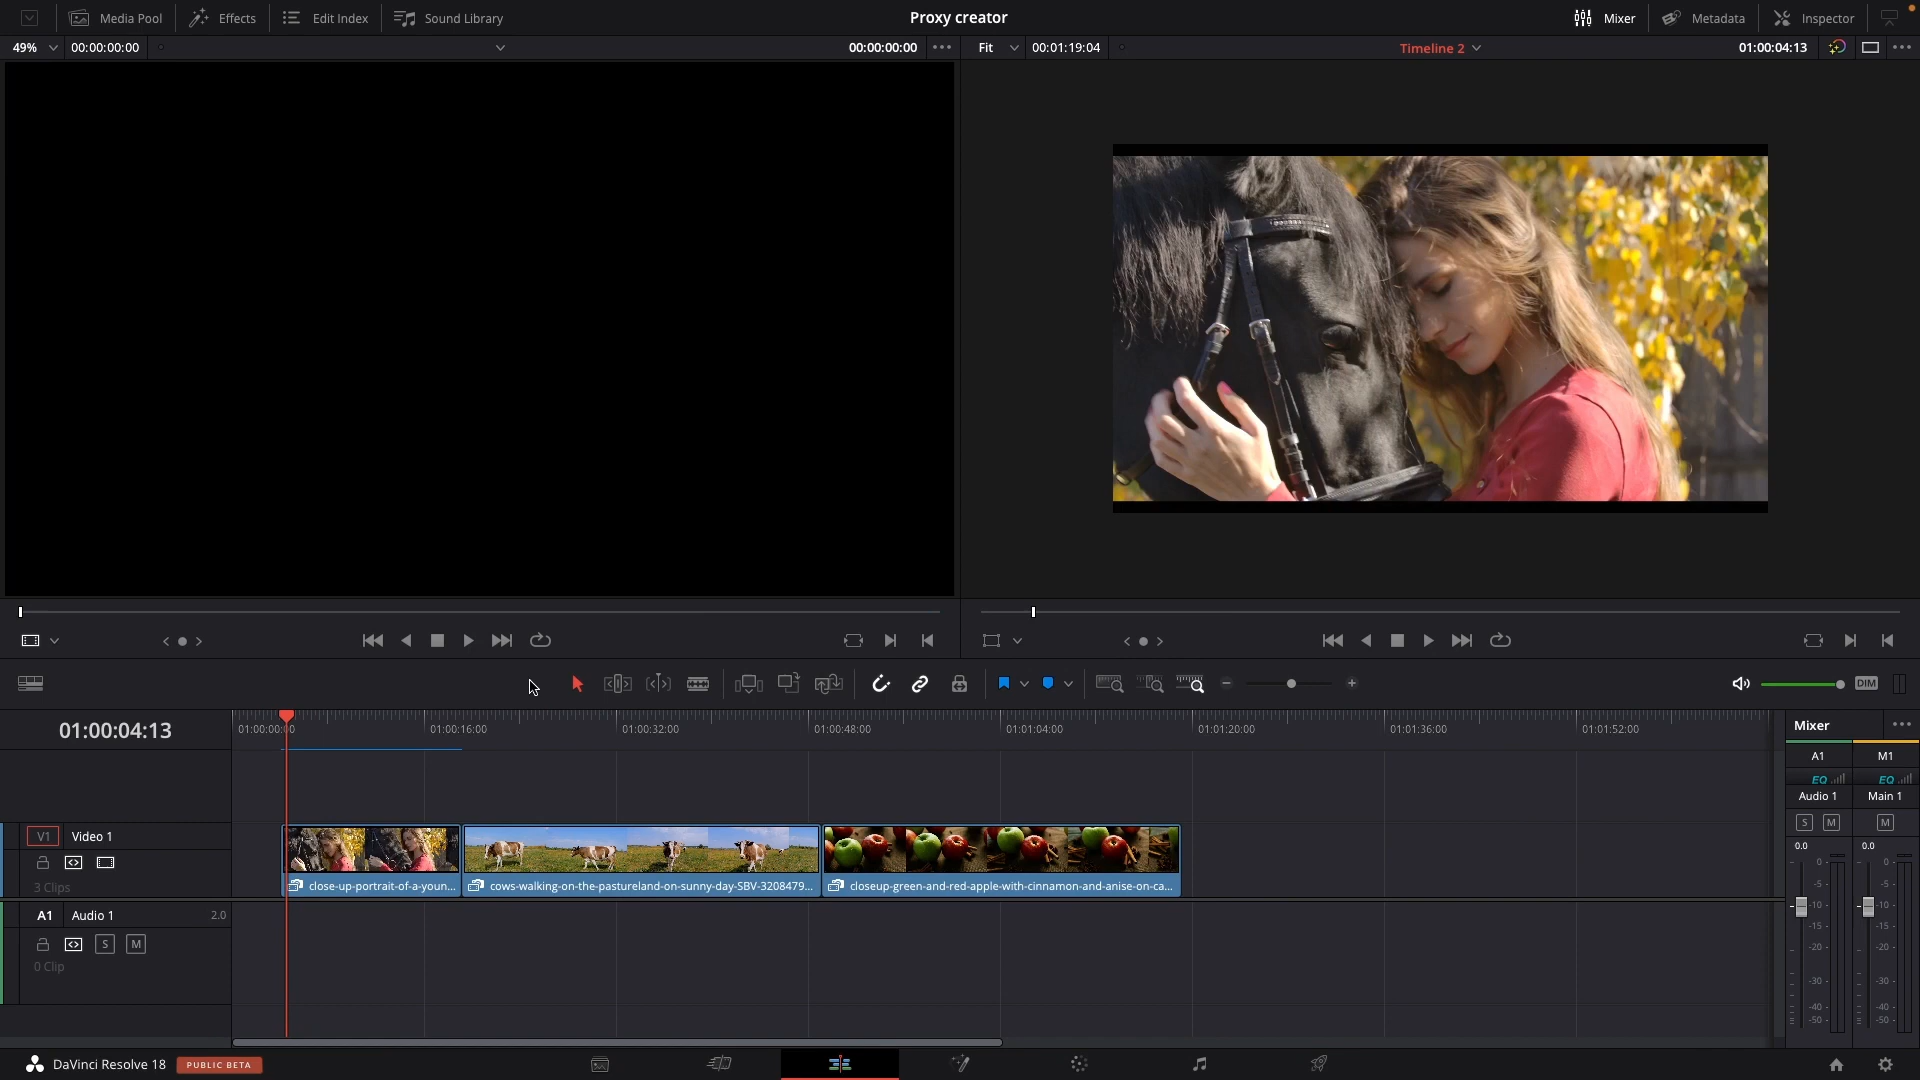 Media Pool
Effects
Edit Index
Sound Library
Proxy creator
Mixer
Metadata
Inspector
49%
00:00:00:00
00:00:00:00
Fit
00:01:19:04
Timeline 2
01:00:04:13
DIM
01:00:04:13
01:00:00:00
01:00:16:00
01:00:32:00
01:00:48:00
01:01:04:00
01:01:20:00
01:01:36:00
01:01:52:00
Mixer
A1
M1
EQ
EQ
Audio 1
Main 1
S
M
M
0.0
0.0
V1
Video 1
3 Clips
close-up-portrait-of-a-youn...
cows-walking-on-the-pastureland-on-sunny-day-SBV-3208479...
closeup-green-and-red-apple-with-cinnamon-and-anise-on-ca...
A1
Audio 1
2.0
S
M
0 Clip
0
-5
-10
-15
-20
-30
-40
-50
0
-5
-10
-15
-20
-30
-40
-50
DaVinci Resolve 18
PUBLIC BETA